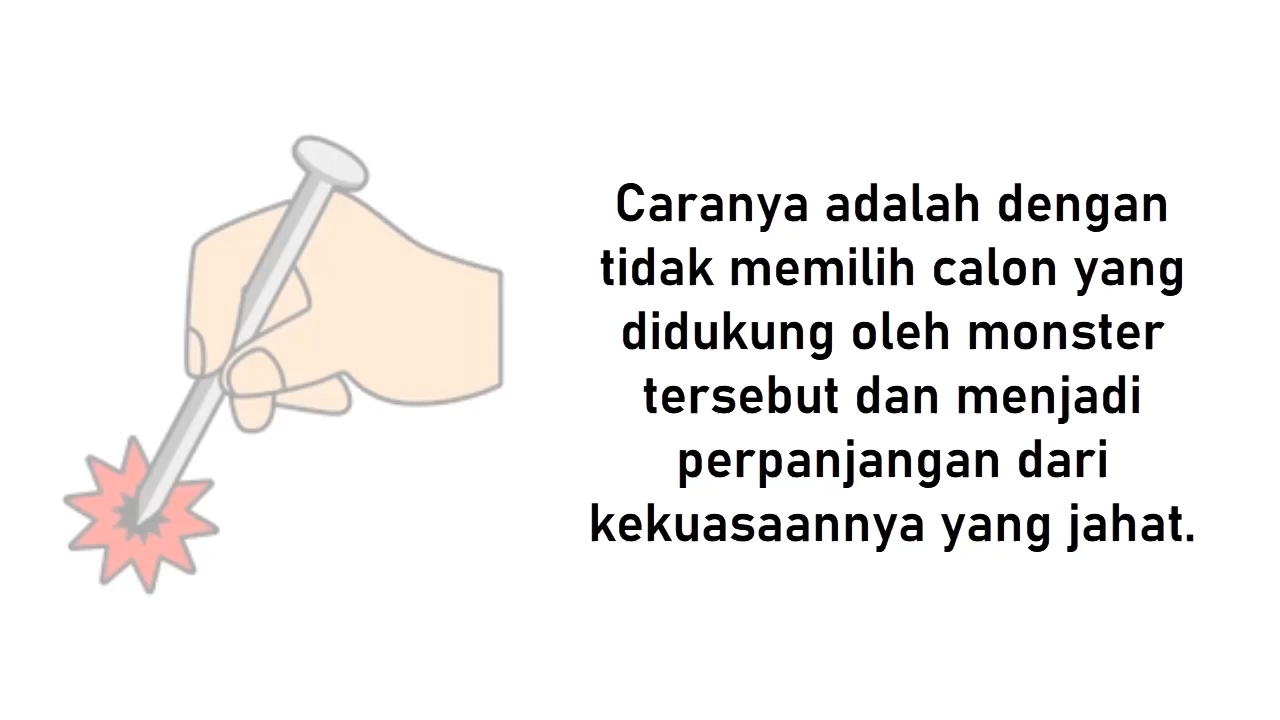 Caranya adalah dengan
tidak memilih calon yang
didukung oleh monster
tersebut dan menjadi
perpanjangan dari
kekuasaannya yang jahat.